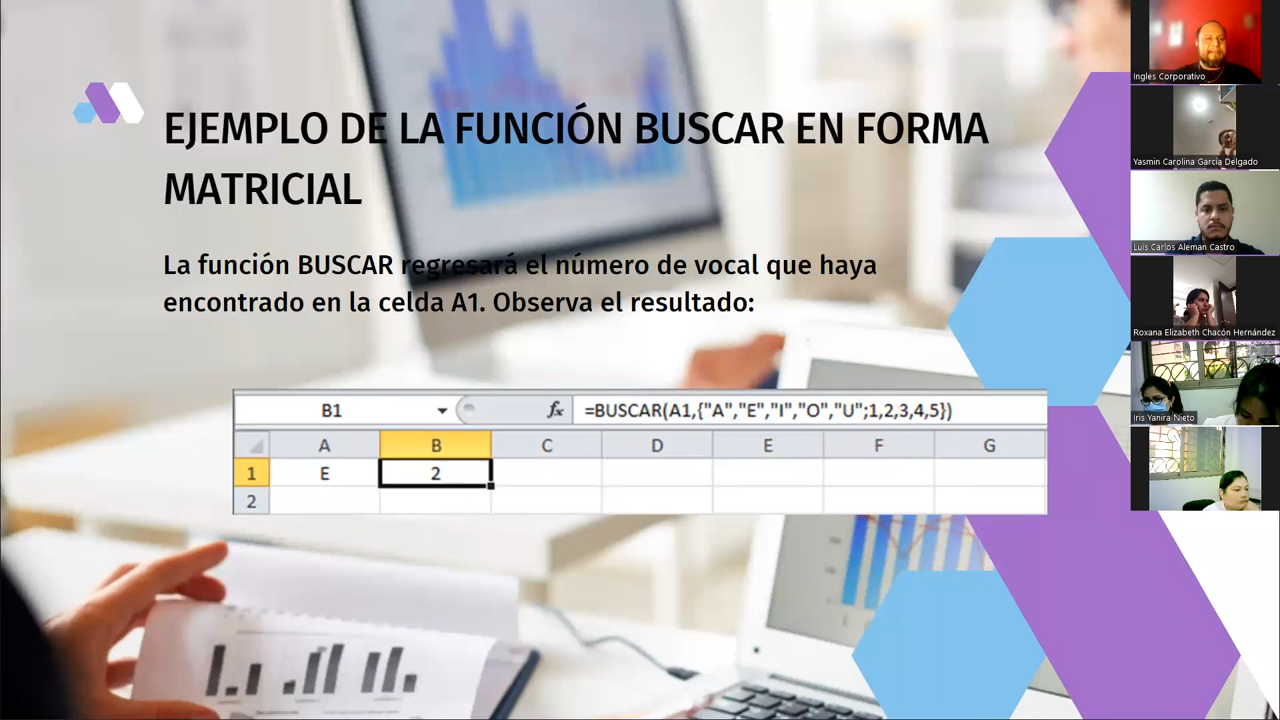 EJEMPLO DE LA FUNCIÓN BUSCAR EN FORMA
MATRICIAL
La función BUSCAR regresará el número de vocal que haya
encontrado en la celda A1. Observa el resultado:
B1 fx =BUSCAR(A1,{"A","E","I","O","U";1,2,3,4,5})
A B C D E F G
1 E 2
2
Ingles Corporativo
Yasmin Carolina García Delgado
Luis Carlos Aleman Castro
Roxana Elizabeth Chacón Hernández
Iris Yanira Nieto